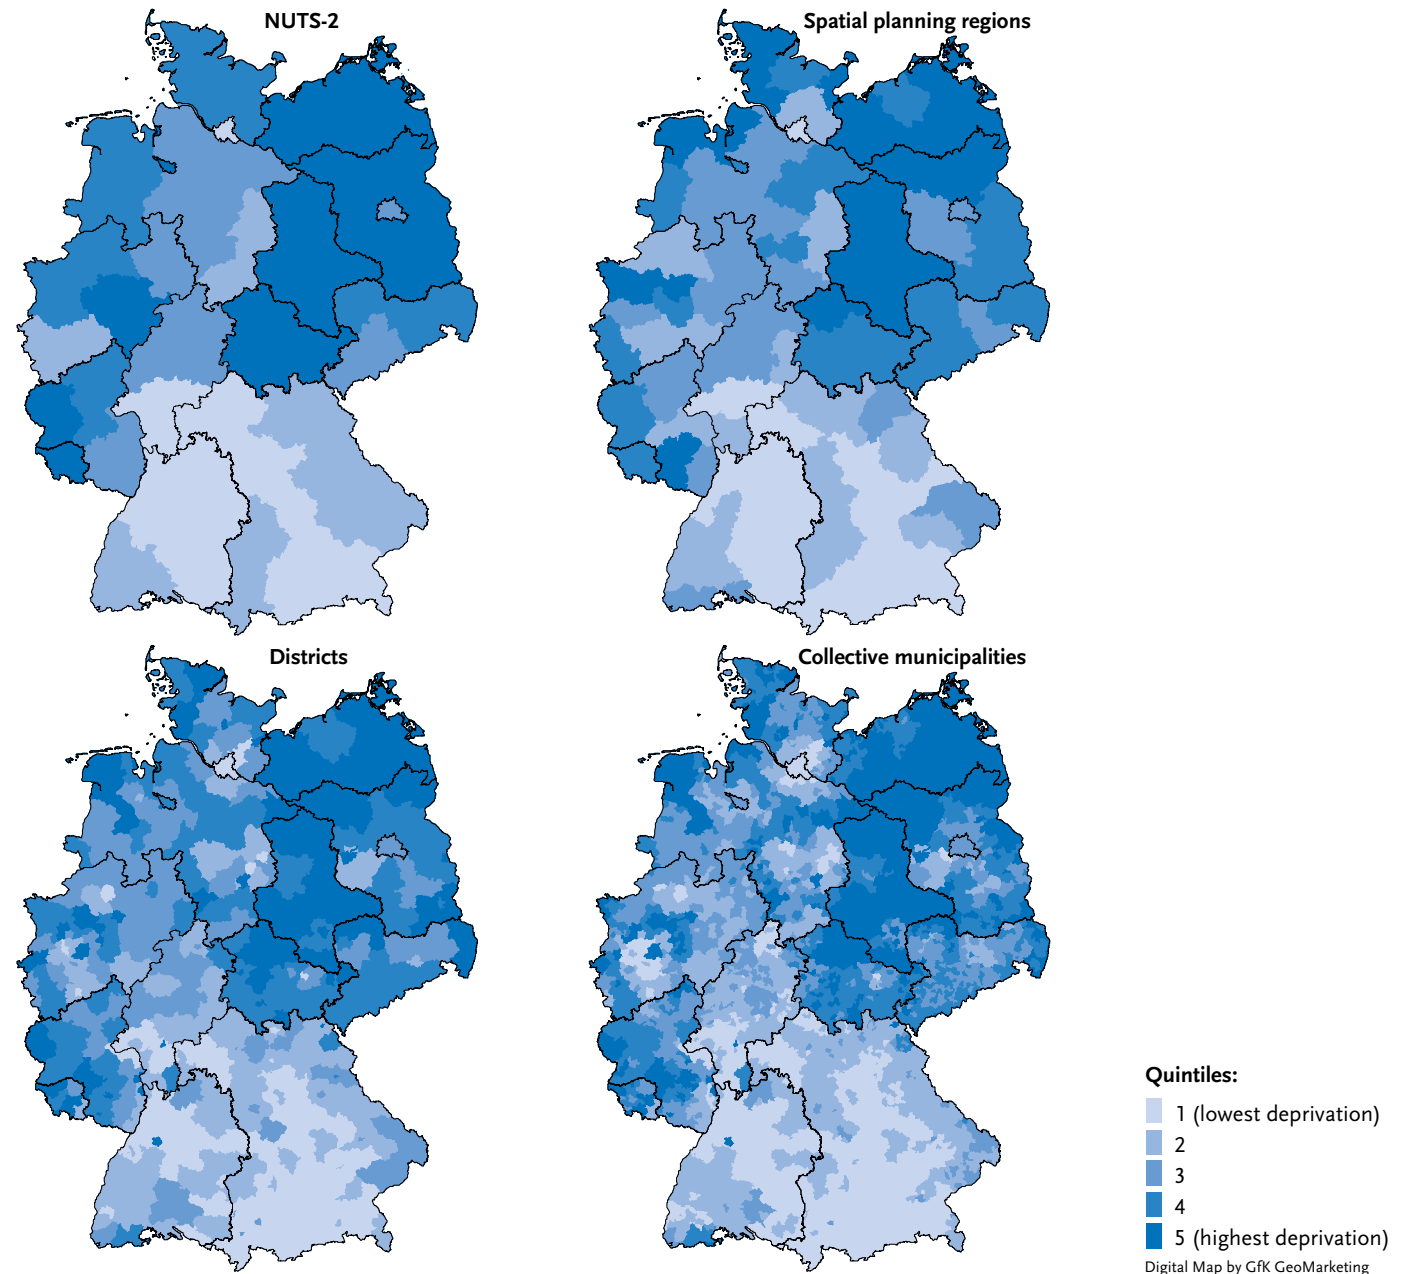 NUTS-2
Spatial planning regions
Districts
Collective municipalities
Quintiles:
1 (lowest deprivation)
2
3
4
5 (highest deprivation)
Digital Map by GfK GeoMarketing